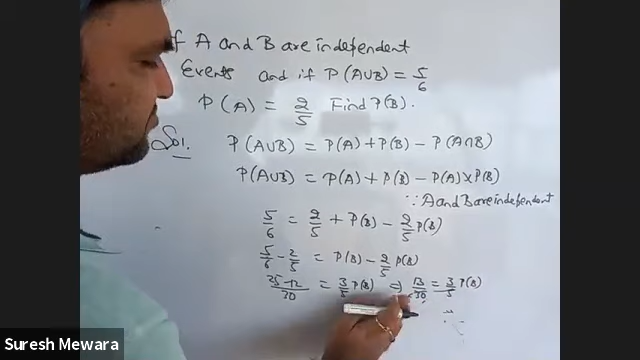 If A and B are independent
Events and if P(A∪B) = 5/6
P(A) = 2/5 Find P(B).
Sol. P(A∪B) = P(A) + P(B) - P(A∩B)
P(A∪B) = P(A) + P(B) - P(A) × P(B)
∵ A and B are independent
5/6 = 2/5 + P(B) - 2/5 P(B)
5/6 - 2/5 = P(B) - 2/5 P(B)
25-12/30 = 3/5 P(B) ⇒ 13/30 = 3/5 P(B)
Suresh Mewara